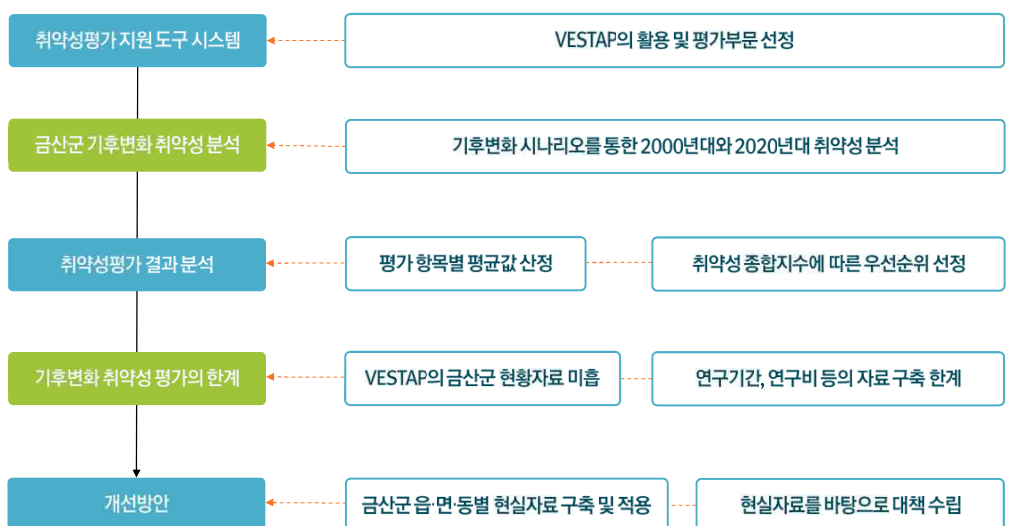 취약성평가 지원 도구 시스템
VESTAP의 활용 및 평가부문 선정
금산군 기후변화 취약성 분석
기후변화 시나리오를 통한 2000년대와 2020년대 취약성 분석
취약성평가 결과 분석
평가 항목별 평균값 산정
취약성 종합지수에 따른 우선순위 선정
기후변화 취약성 평가의 한계
VESTAP의 금산군 현황자료 미흡
연구기간, 연구비 등의 자료 구축 한계
개선방안
금산군 읍·면·동별 현실자료 구축 및 적용
현실자료를 바탕으로 대책 수립